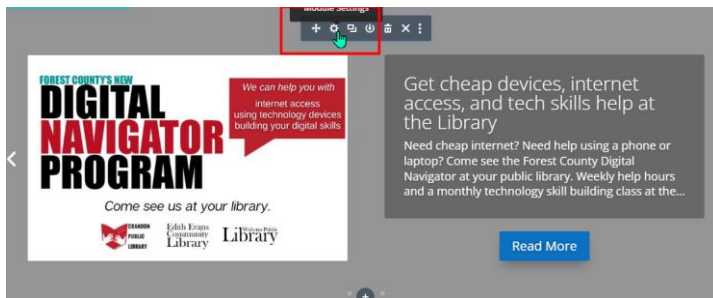 Module Settings
FOREST COUNTY'S NEW
DIGITAL
NAVIGATOR
PROGRAM
We can help you with
internet access
using technology devices
building your digital skills
Come see us at your library.
CRANDON
PUBLIC
LIBRARY
Edith Evans
Community
Library
Wabeno Public
Library
Get cheap devices, internet
access, and tech skills help at
the Library
Need cheap internet? Need help using a phone or
laptop? Come see the Forest County Digital
Navigator at your public library. Weekly help hours
and a monthly technology skill building class at the...
Read More